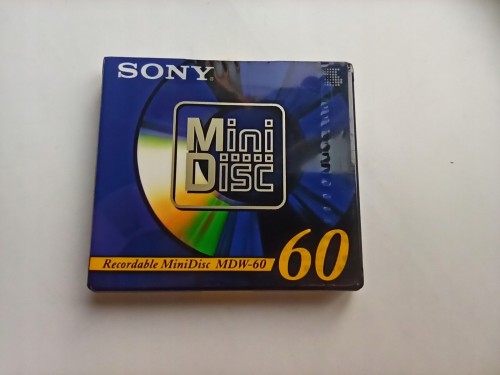 SONY
Mini
Disc
Recordable MiniDisc MDW-60
60